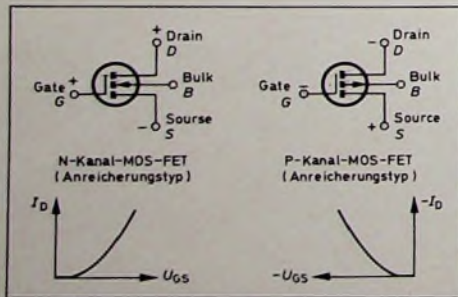 +
Drain
D
Bulk
B
+
Gate
G
Sourse
–
S
N-Kanal-MOS-FET
(Anreicherungstyp)
I_D
U_GS
–
Drain
D
Bulk
B
–
Gate
G
Source
+
S
P-Kanal-MOS-FET
(Anreicherungstyp)
-I_D
-U_GS